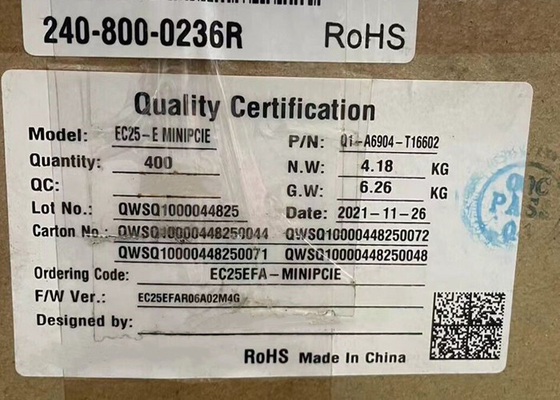 240-800-0236R RoHS
Quality Certification
Model: EC25-E MINIPCIE P/N: Q1-A6904-T16602
Quantity: 400 N.W. 4.18 KG
QC: G.W. 6.26 KG
Lot No.: QWSQ1000044825 Date: 2021-11-26
Carton No.: QWSQ10000448250044 QWSQ10000448250072
QWSQ10000448250071 QWSQ10000448250048
Ordering Code: EC25EFA-MINIPCIE
F/W Ver.: EC25EFAR06A02M4G
Designed by:
RoHS Made In China